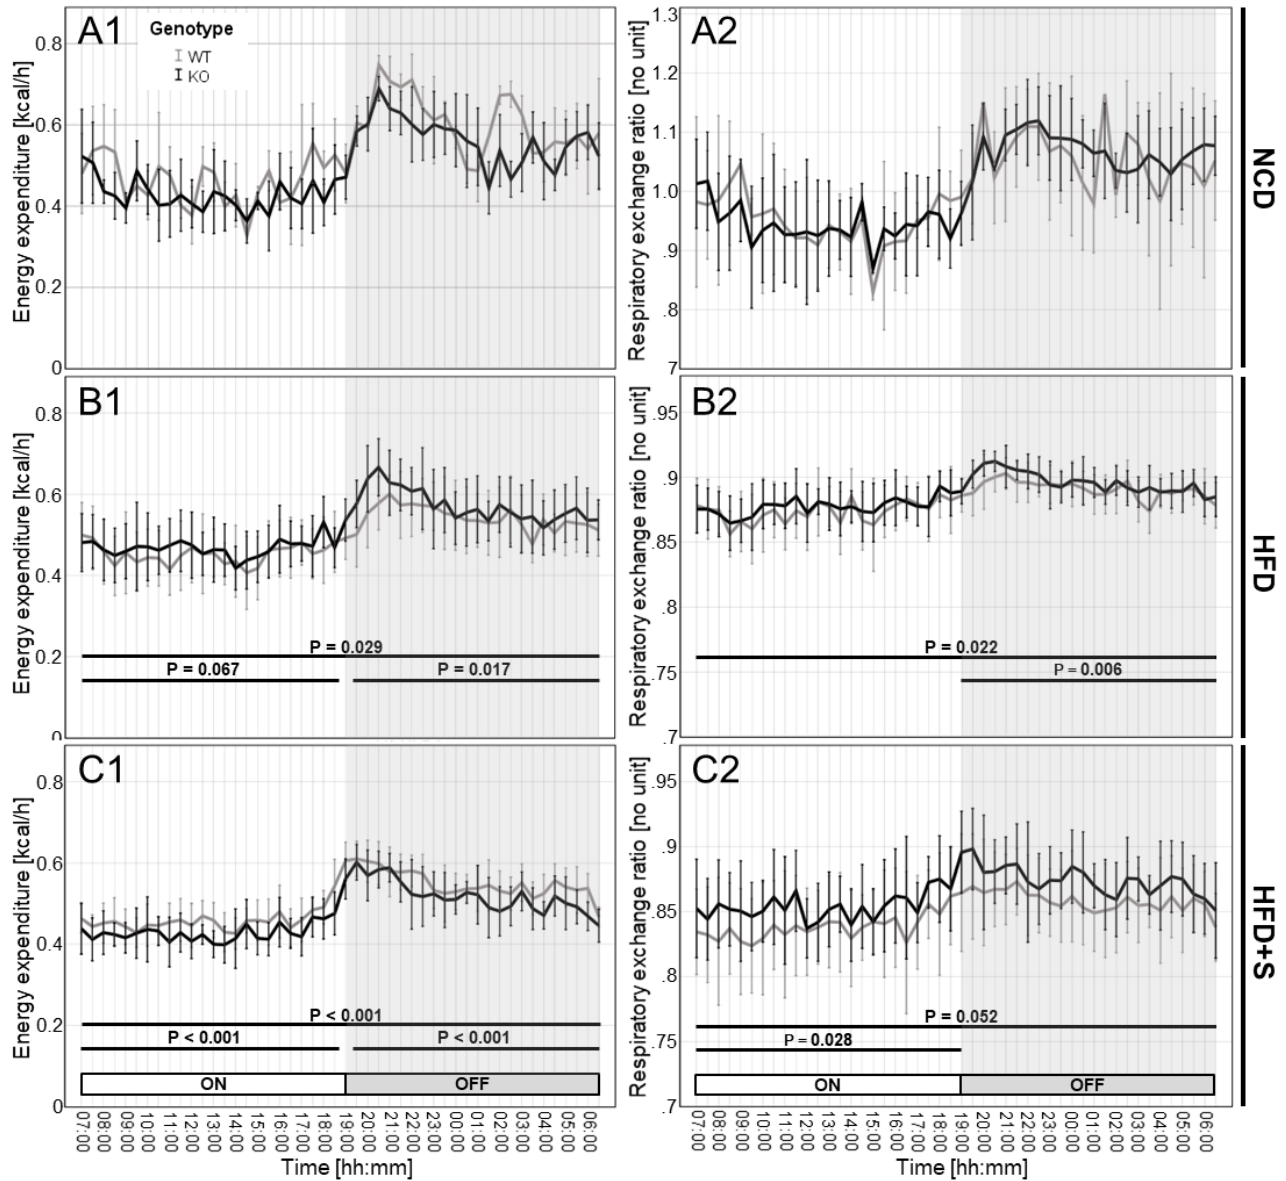 A1
Genotype
WT
KO
Energy expenditure [kcal/h]
0.8
0.6
0.4
0.2
0
A2
Respiratory exchange ratio [no unit]
1.3
1.2
1.1
1.0
.9
.8
.7
NCD
B1
Energy expenditure [kcal/h]
0.8
0.6
0.4
0.2
0
P = 0.029
P = 0.067
P = 0.017
B2
Respiratory exchange ratio [no unit]
.95
.9
.85
.8
.75
.7
P = 0.022
P = 0.006
HFD
C1
Energy expenditure [kcal/h]
0.8
0.6
0.4
0.2
0
P < 0.001
P < 0.001
P < 0.001
ON
OFF
07:00
08:00
09:00
10:00
11:00
12:00
13:00
14:00
15:00
16:00
17:00
18:00
19:00
20:00
21:00
22:00
23:00
00:00
01:00
02:00
03:00
04:00
05:00
06:00
Time [hh:mm]
C2
Respiratory exchange ratio [no unit]
.95
.9
.85
.8
.75
.7
P = 0.052
P = 0.028
ON
OFF
07:00
08:00
09:00
10:00
11:00
12:00
13:00
14:00
15:00
16:00
17:00
18:00
19:00
20:00
21:00
22:00
23:00
00:00
01:00
02:00
03:00
04:00
05:00
06:00
Time [hh:mm]
HFD+S